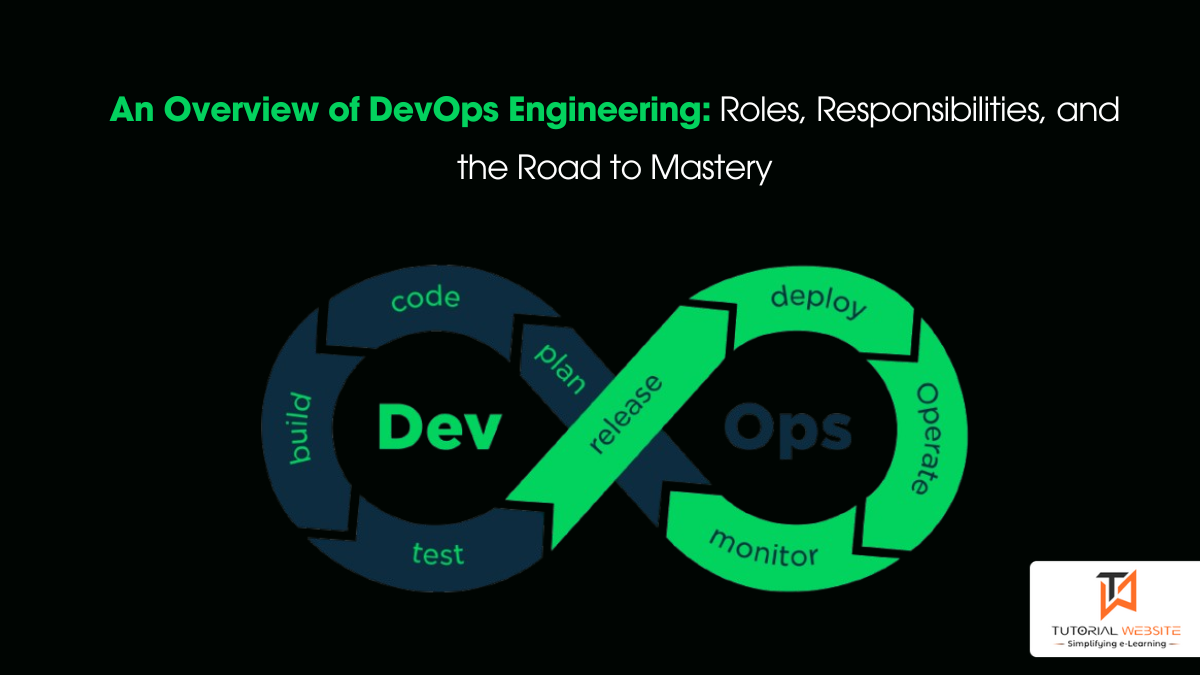 An Overview of DevOps Engineering: Roles, Responsibilities, and
the Road to Mastery
code
deploy
plan
release
build
Dev
Ops
Operate
test
monitor
TUTORIAL WEBSITE
Simplifying e-Learning